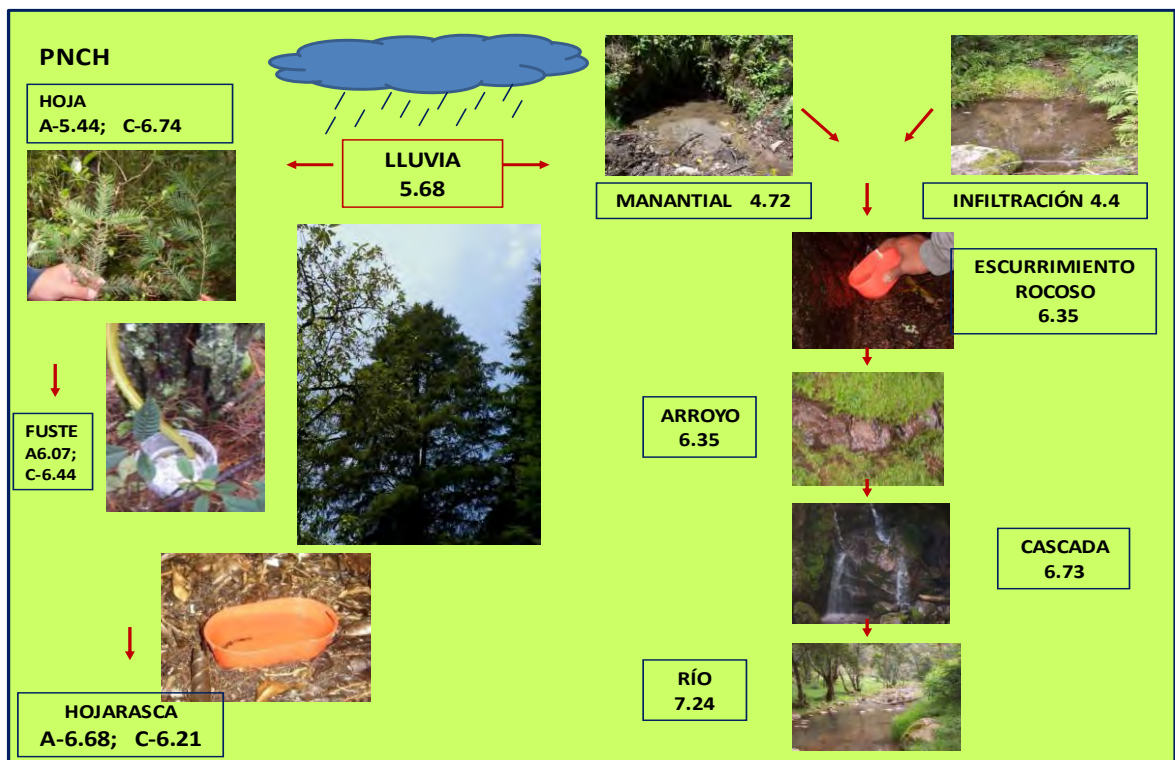 PNCH
HOJA
A-5.44; C-6.74
LLUVIA
5.68
MANANTIAL 4.72
INFILTRACIÓN 4.4
ESCURRIMIENTO
ROCOSO
6.35
FUSTE
A6.07;
C-6.44
ARROYO
6.35
CASCADA
6.73
HOJARASCA
A-6.68; C-6.21
RÍO
7.24